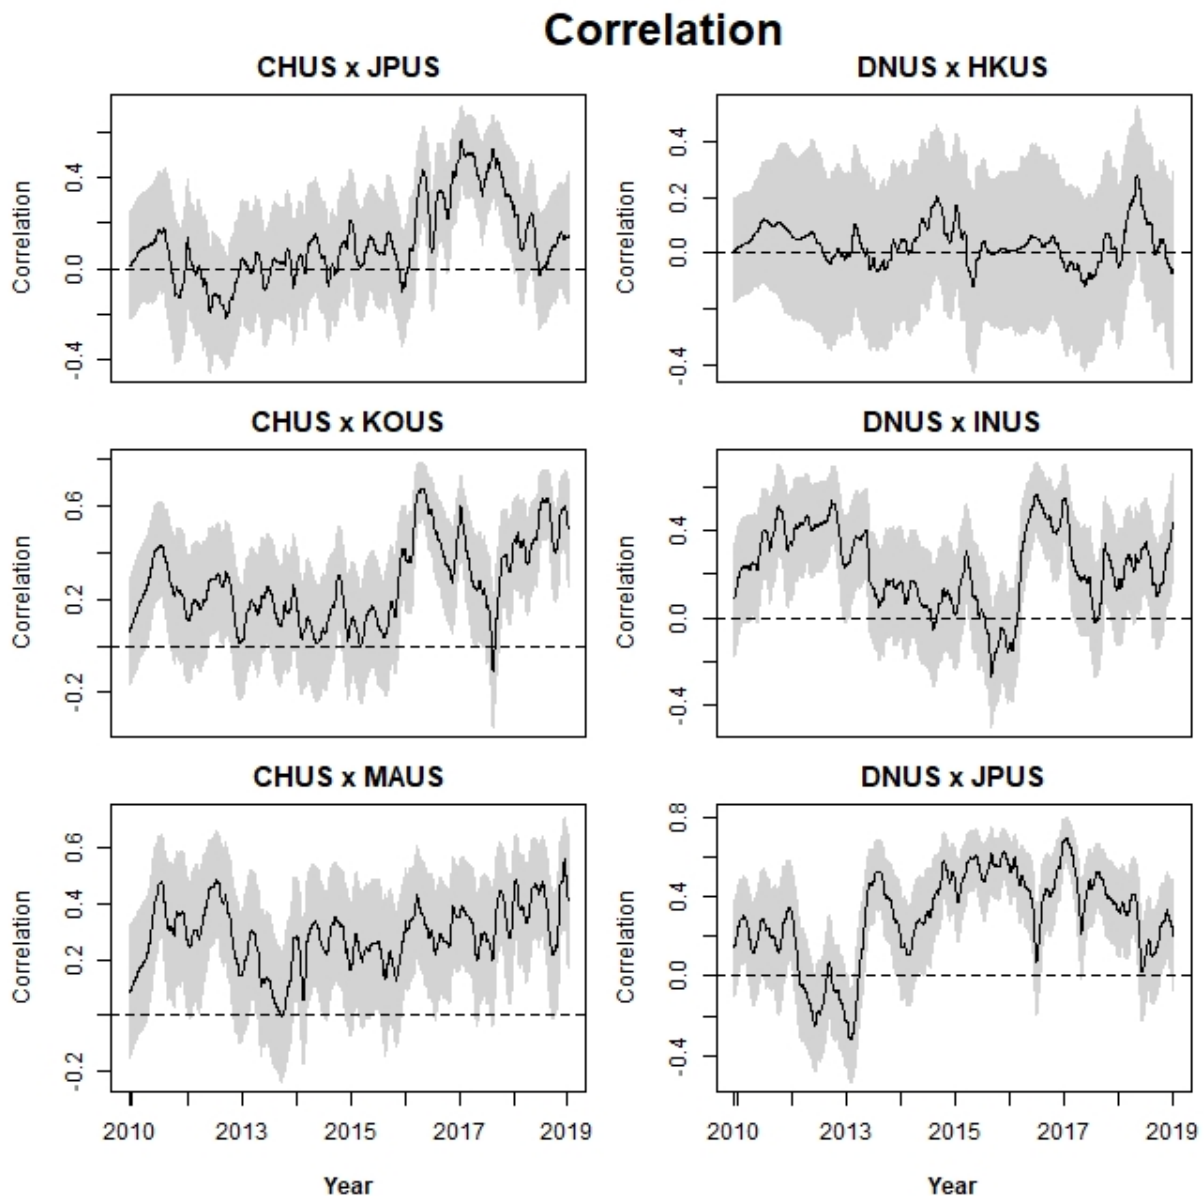 Correlation
CHUS x JPUS
Correlation
0.4
0.0
-0.4
DNUS x HKUS
Correlation
0.4
0.2
0.0
-0.4
CHUS x KOUS
Correlation
0.6
0.2
-0.2
DNUS x INUS
Correlation
0.4
0.0
-0.4
CHUS x MAUS
Correlation
0.6
0.4
0.2
-0.2
2010 2013 2015 2017 2019
Year
DNUS x JPUS
Correlation
0.8
0.4
0.0
-0.4
2010 2013 2015 2017 2019
Year